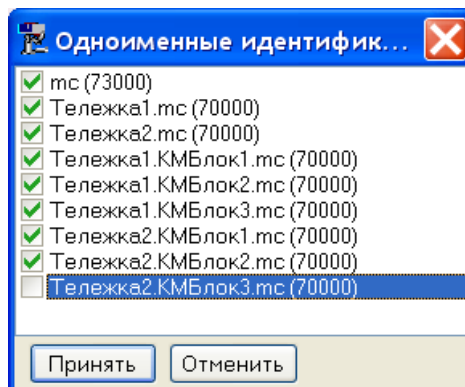 Одноименные идентифик...
mc (73000)
Тележка1.mc (70000)
Тележка2.mc (70000)
Тележка1.КМБлок1.mc (70000)
Тележка1.КМБлок2.mc (70000)
Тележка1.КМБлок3.mc (70000)
Тележка2.КМБлок1.mc (70000)
Тележка2.КМБлок2.mc (70000)
Тележка2.КМБлок3.mc (70000)
Принять Отменить